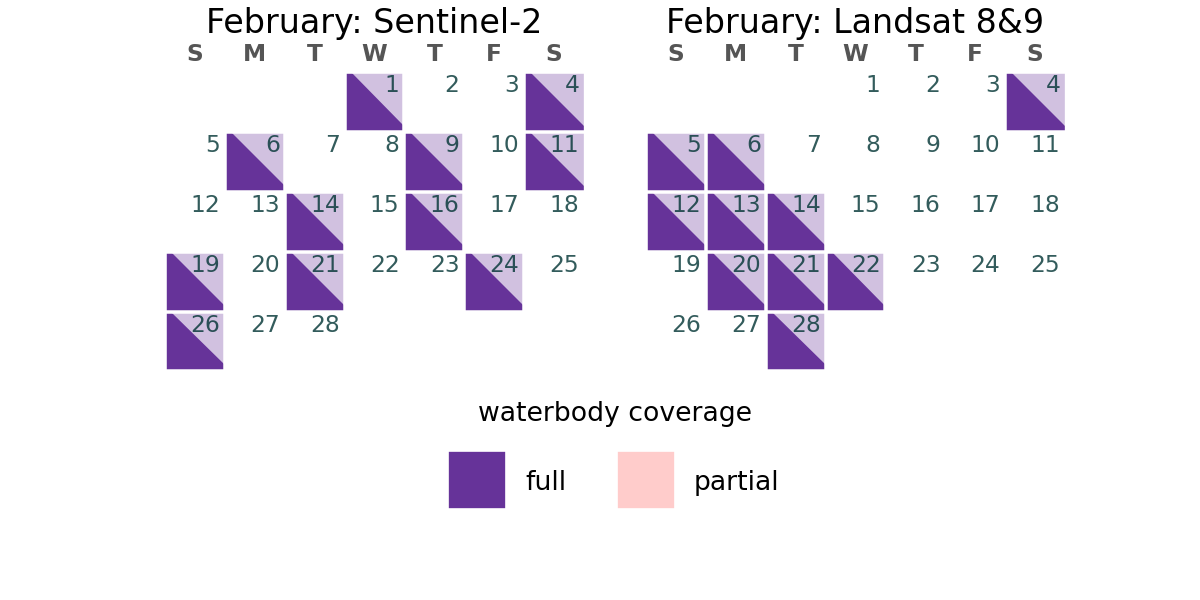 February: Sentinel-2
S M T W T F S
1 2 3 4
5 6 7 8 9 10 11
12 13 14 15 16 17 18
19 20 21 22 23 24 25
26 27 28
February: Landsat 8&9
S M T W T F S
1 2 3 4
5 6 7 8 9 10 11
12 13 14 15 16 17 18
19 20 21 22 23 24 25
26 27 28
waterbody coverage
full partial